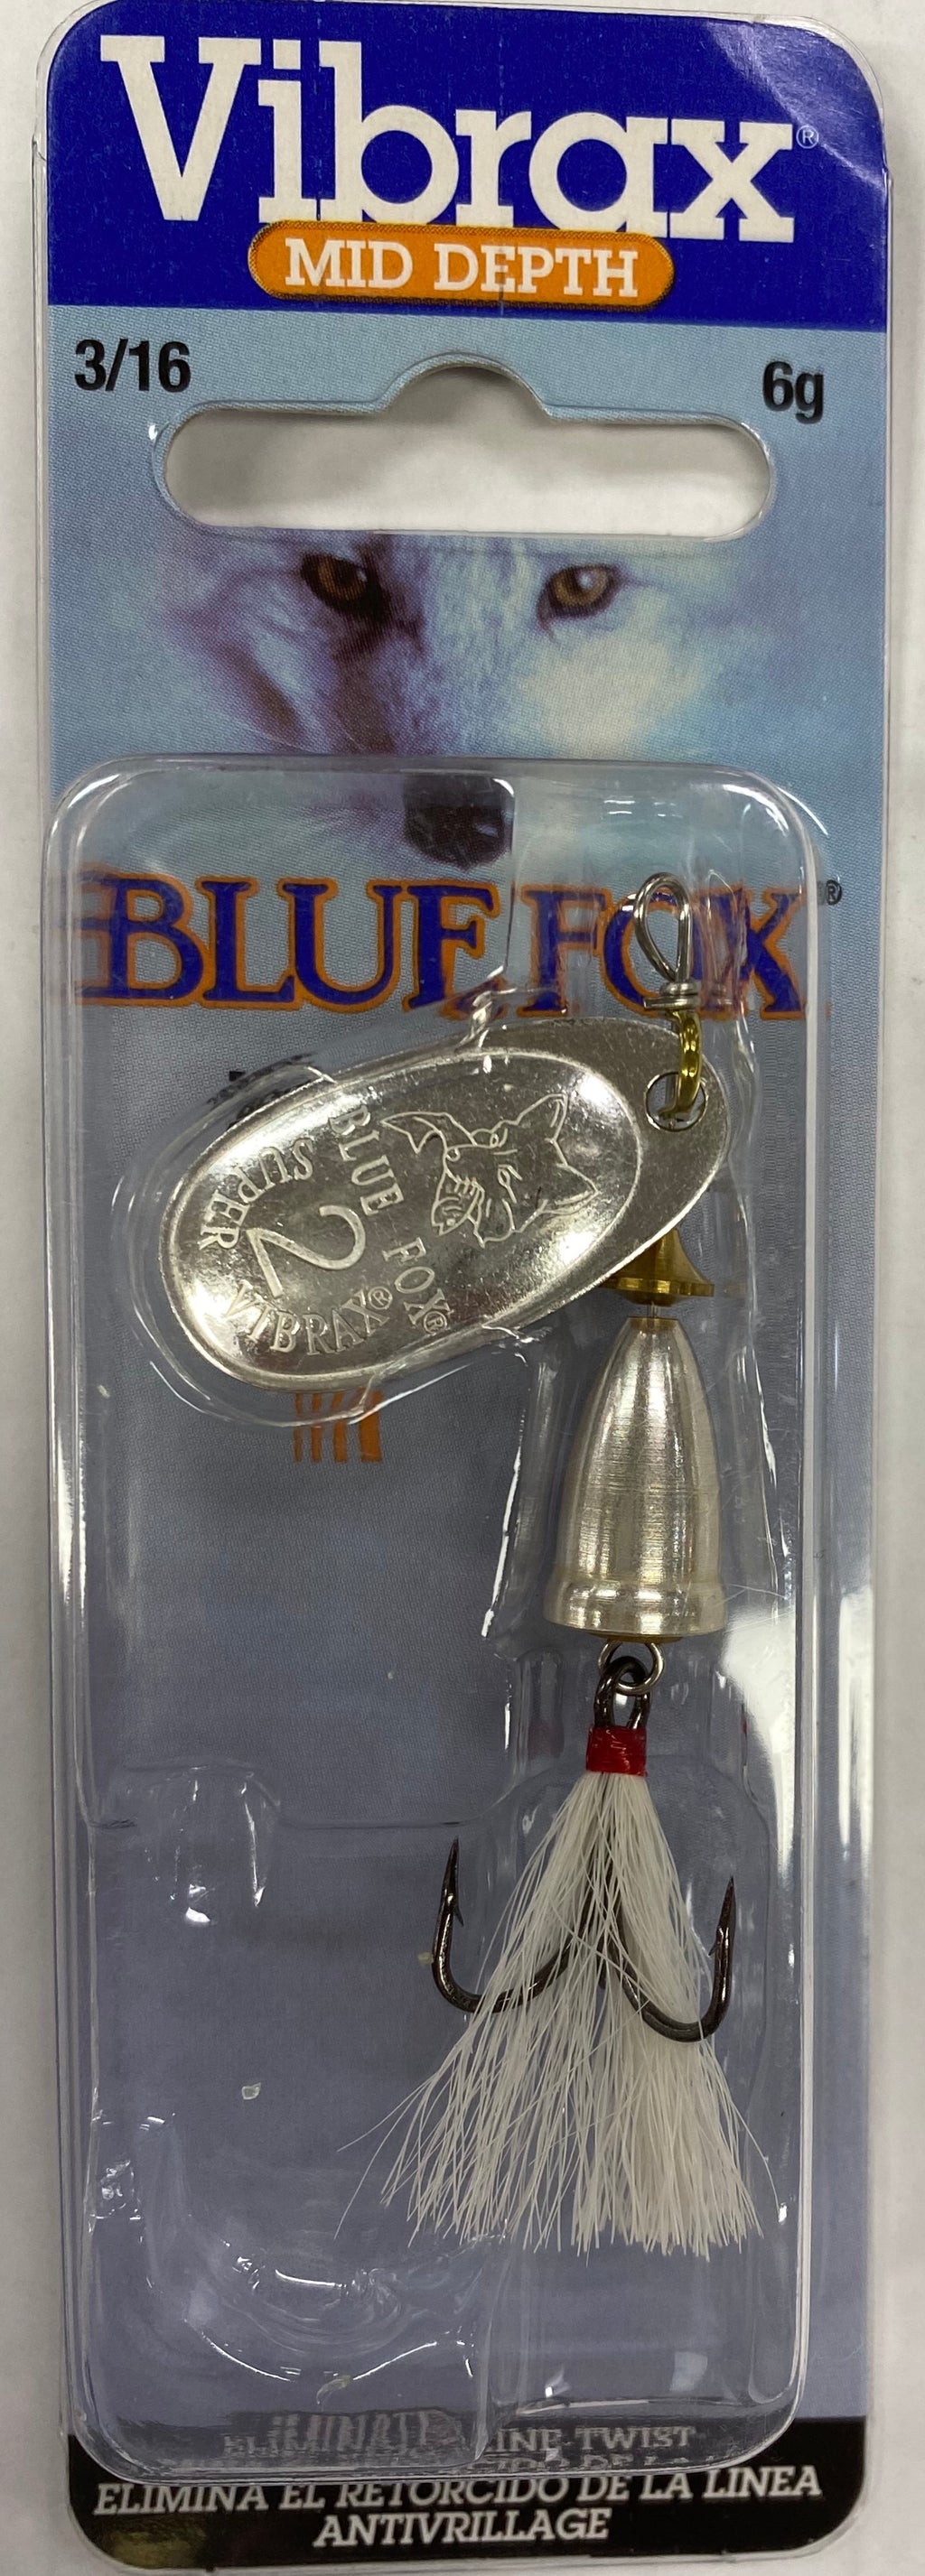 Vibrax®
MID DEPTH
3/16
6g
BLUE FOX®
BLUE FOX®
SUPER
2
VIBRAX®
LINE TWIST
ELIMINA EL RETORCIDO DE LA LINEA
ANTIVRILLAGE